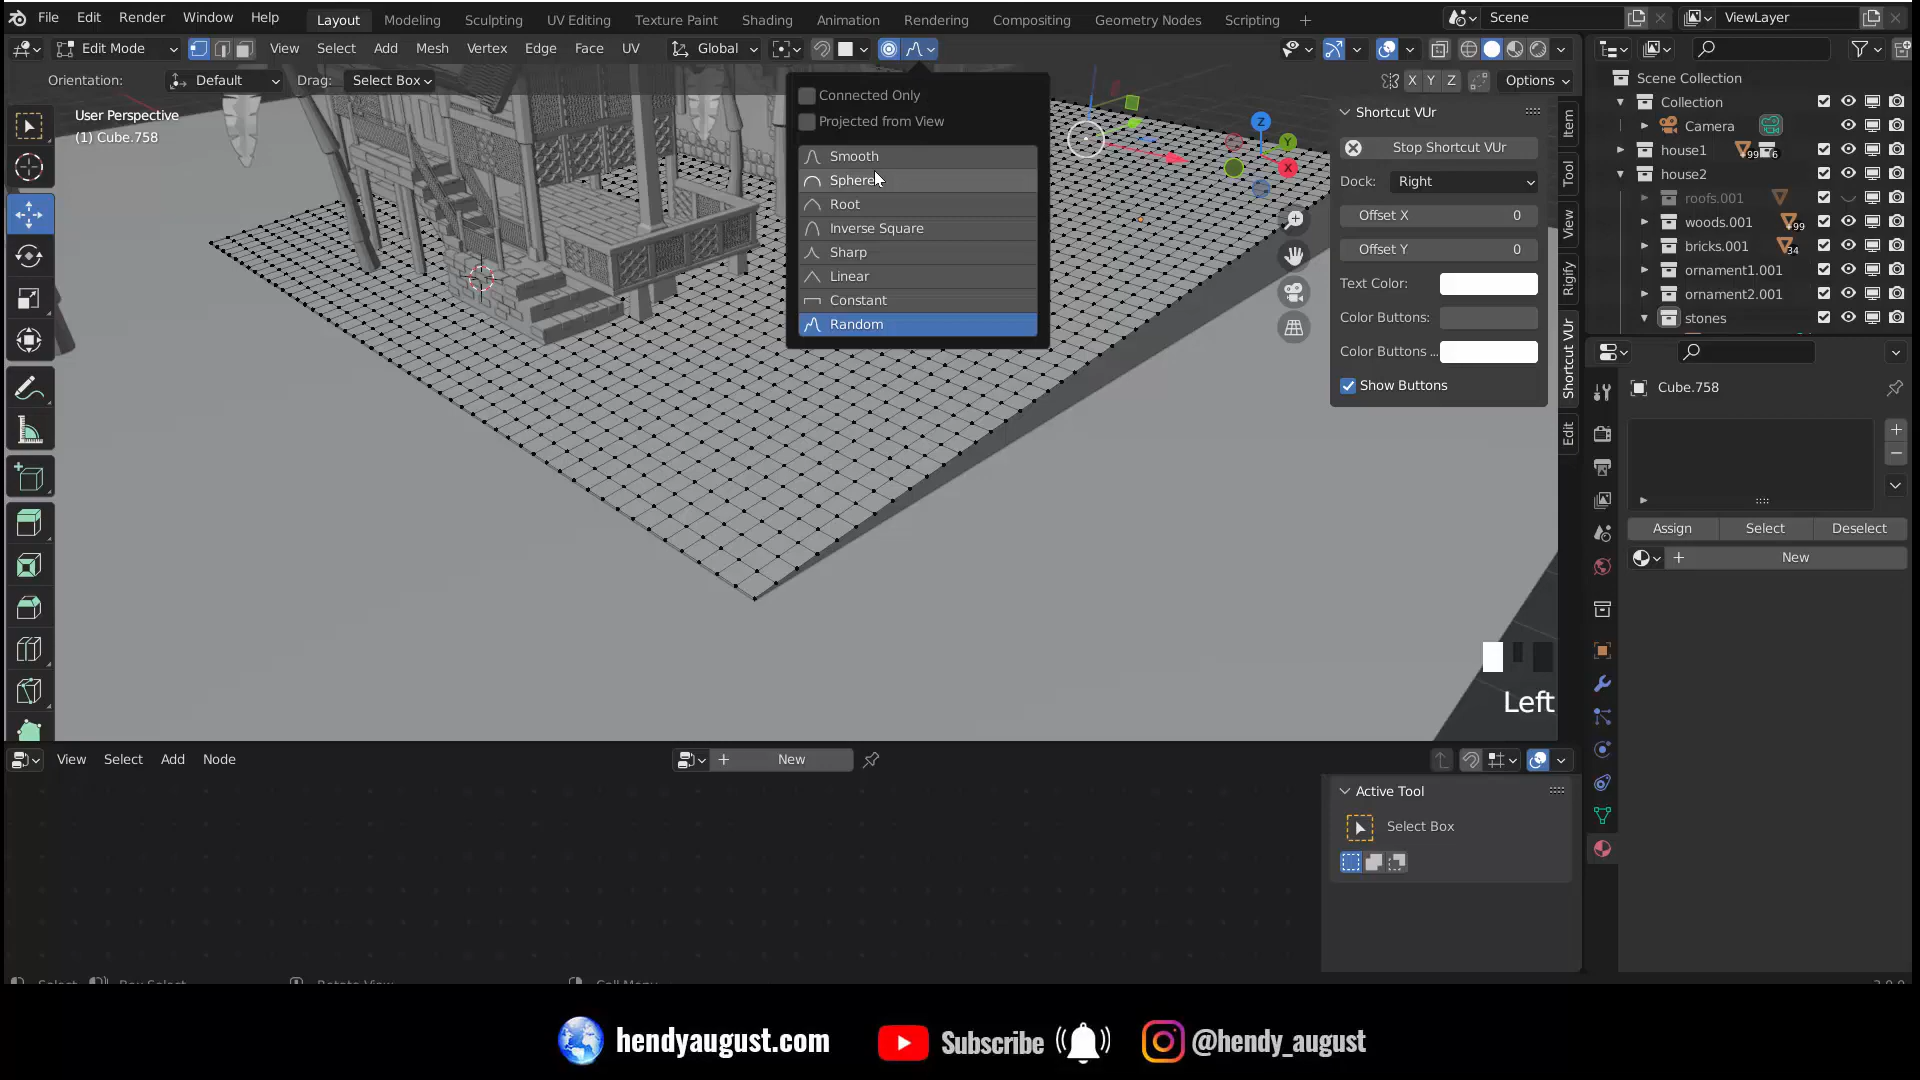 File Edit Render Window Help Layout Modeling Sculpting UV Editing Texture Paint Shading Animation Rendering Compositing Geometry Nodes Scripting + Scene ViewLayer
Edit Mode View Select Add Mesh Vertex Edge Face UV Global
Orientation: Default Drag: Select Box X Y Z Options
User Perspective
(1) Cube.758
Connected Only
Projected from View
Smooth
Sphere
Root
Inverse Square
Sharp
Linear
Constant
Random
Z
Y
X
Shortcut VUr
Stop Shortcut VUr
Dock: Right
Offset X 0
Offset Y 0
Text Color:
Color Buttons:
Color Buttons ...
Show Buttons
Item
Tool
View
Rigify
Shortcut VUr
Edit
Scene Collection
Collection
Camera
house1 99 6
house2
roofs.001
woods.001 99
bricks.001 34
ornament1.001
ornament2.001
stones
Cube.758
Assign Select Deselect
New
Left
View Select Add Node New
Active Tool
Select Box
hendyaugust.com Subscribe @hendy_august